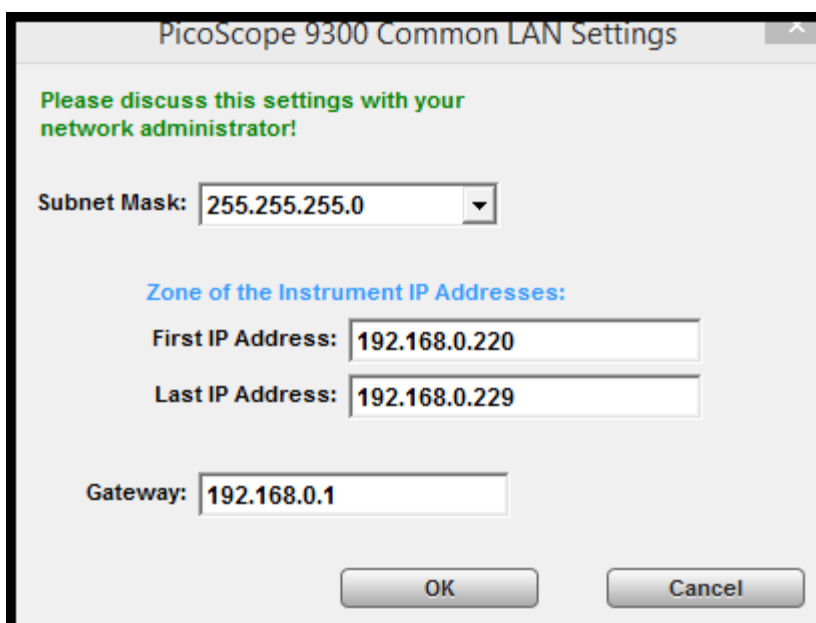 PicoScope 9300 Common LAN Settings
Please discuss this settings with your
network administrator!
Subnet Mask: 255.255.255.0
Zone of the Instrument IP Addresses:
First IP Address: 192.168.0.220
Last IP Address: 192.168.0.229
Gateway: 192.168.0.1
OK Cancel